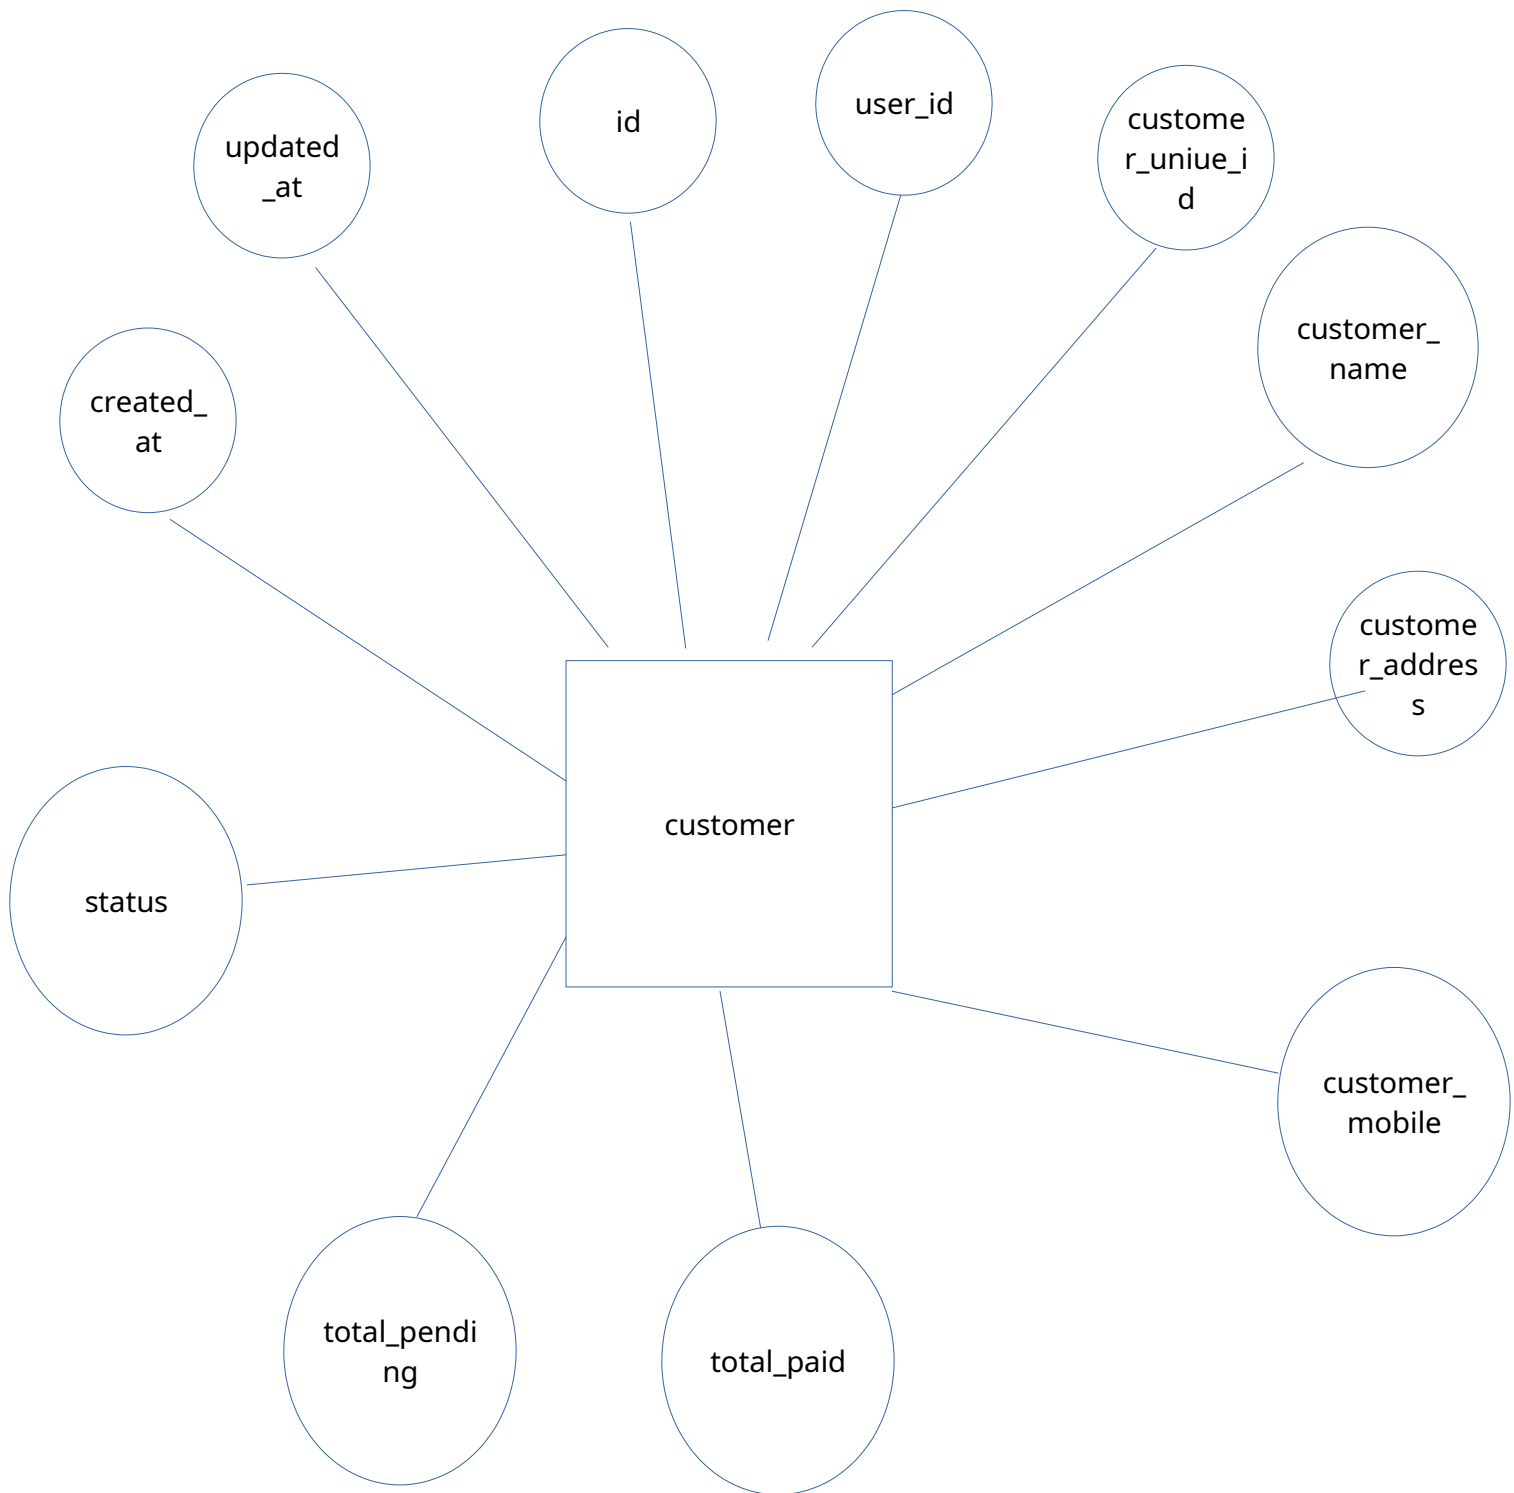 user_id
id
custome
r_uniue_i
d
updated
_at
customer_
name
created_
at
custome
r_addres
s
customer
status
customer_
mobile
total_pendi
ng
total_paid